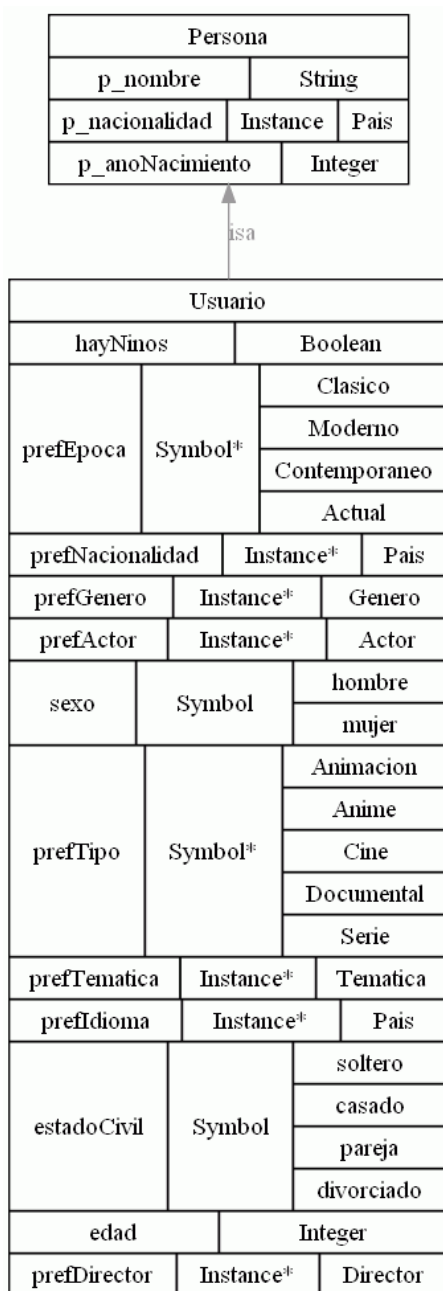 Persona
p_nombre String
p_nacionalidad Instance Pais
p_anoNacimiento Integer
isa
Usuario
hayNinos Boolean
prefEpoca Symbol* Clasico
Moderno
Contemporaneo
Actual
prefNacionalidad Instance* Pais
prefGenero Instance* Genero
prefActor Instance* Actor
sexo Symbol hombre
mujer
prefTipo Symbol* Animacion
Anime
Cine
Documental
Serie
prefTematica Instance* Tematica
prefIdioma Instance* Pais
estadoCivil Symbol soltero
casado
pareja
divorciado
edad Integer
prefDirector Instance* Director